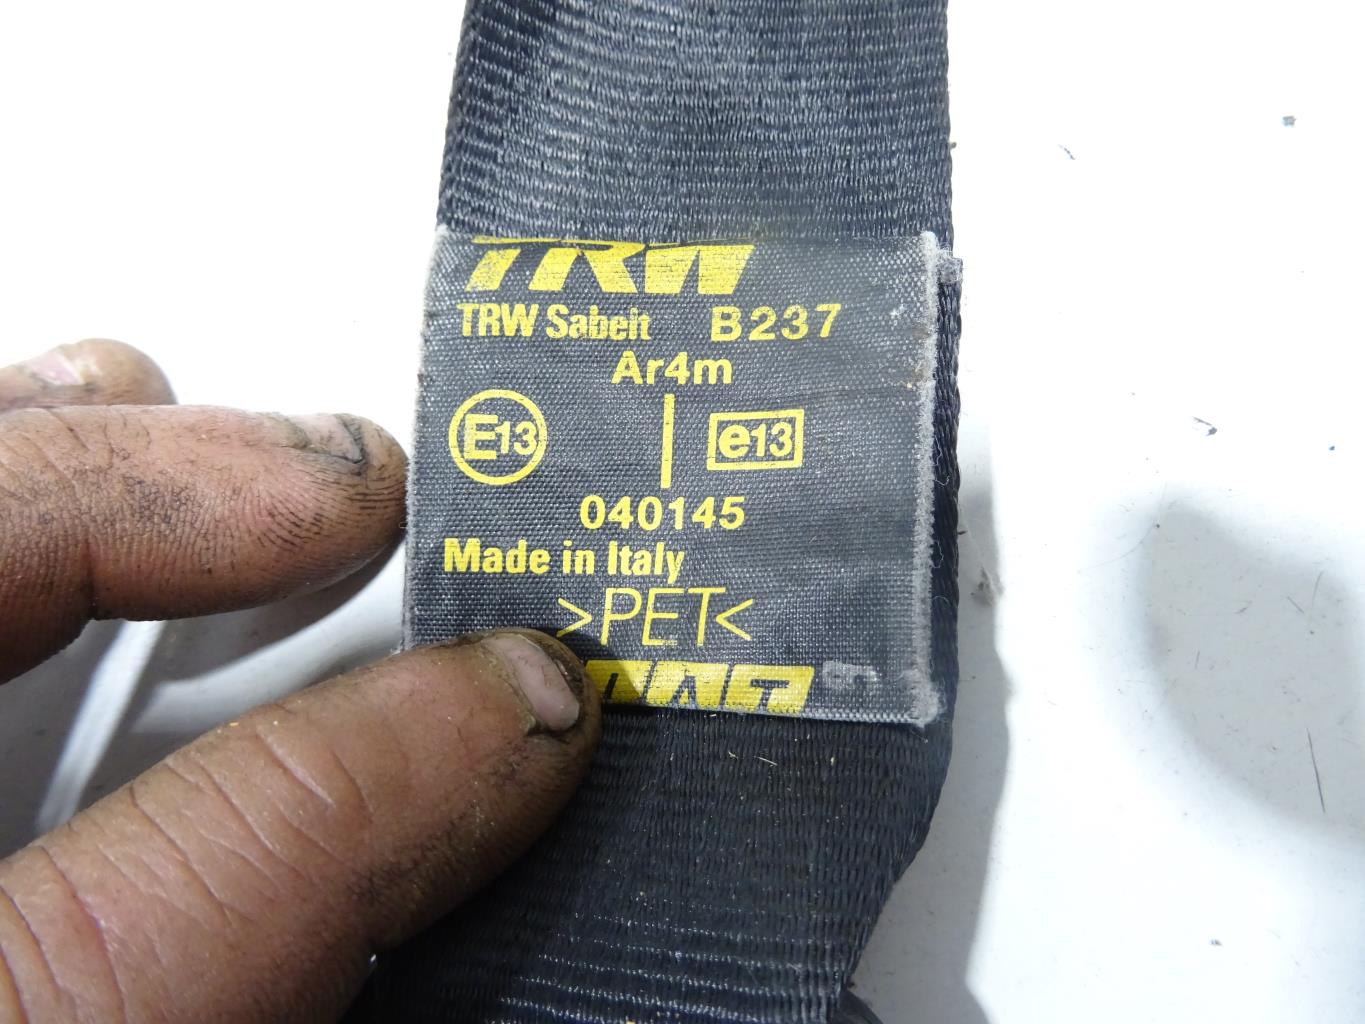 TRW
TRW Sabelt B237
Ar4m
E13 e13
040145
Made in Italy
>PET<